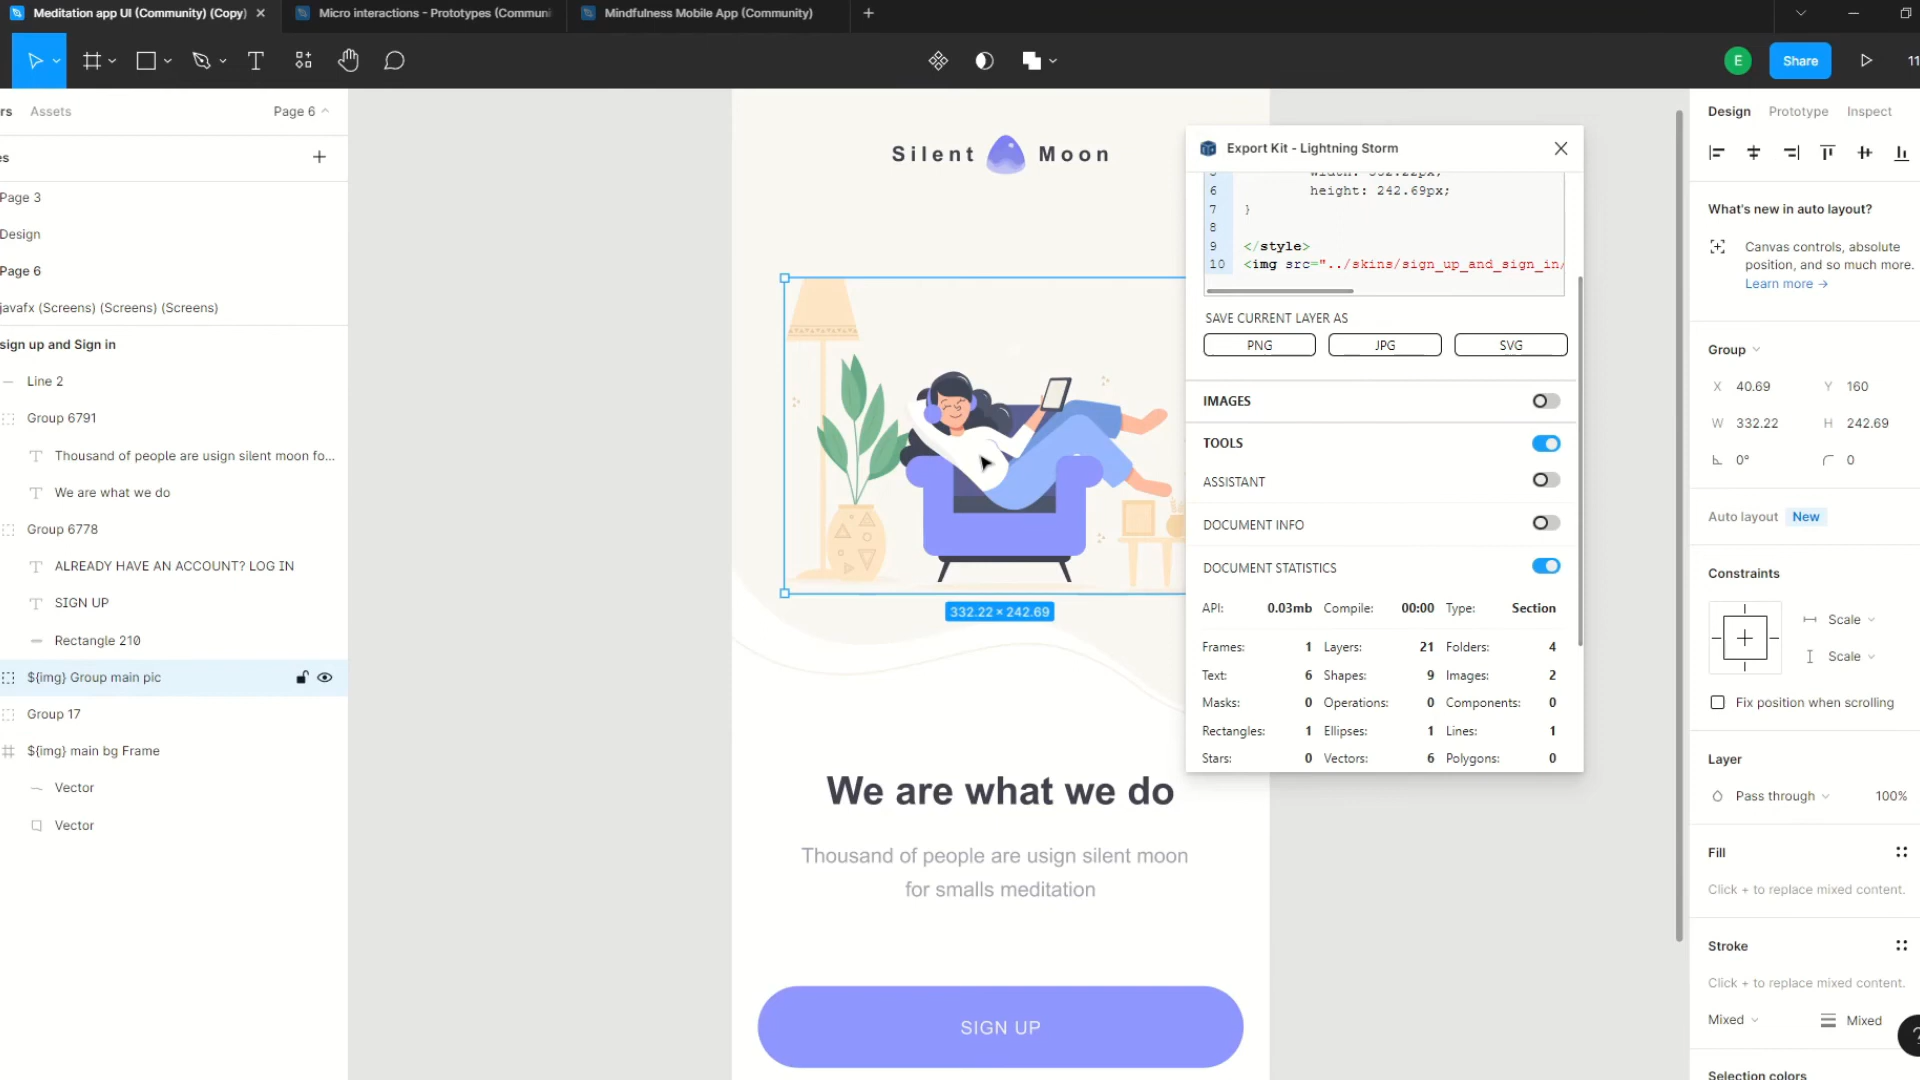 Meditation app UI (Community) (Copy)
Micro interactions - Prototypes (Commun
Mindfulness Mobile App (Community)
E
Share
11
rs
Assets
Page 6
es
Page 3
Design
Page 6
javafx (Screens) (Screens) (Screens)
sign up and Sign in
Line 2
Group 6791
Thousand of people are usign silent moon fo...
We are what we do
Group 6778
ALREADY HAVE AN ACCOUNT? LOG IN
SIGN UP
Rectangle 210
${img} Group main pic
Group 17
${img} main bg Frame
Vector
Vector
Silent Moon
332.22 × 242.69
We are what we do
Thousand of people are usign silent moon
for smalls meditation
SIGN UP
Export Kit - Lightning Storm
5 width: 332.22px;
6 height: 242.69px;
7 }
8
9 </style>
10 <img src="../skins/sign_up_and_sign_in/
SAVE CURRENT LAYER AS
PNG JPG SVG
IMAGES
TOOLS
ASSISTANT
DOCUMENT INFO
DOCUMENT STATISTICS
API: 0.03mb Compile: 00:00 Type: Section
Frames: 1 Layers: 21 Folders: 4
Text: 6 Shapes: 9 Images: 2
Masks: 0 Operations: 0 Components: 0
Rectangles: 1 Ellipses: 1 Lines: 1
Stars: 0 Vectors: 6 Polygons: 0
Design Prototype Inspect
What's new in auto layout?
Canvas controls, absolute
position, and so much more.
Learn more →
Group
X 40.69 Y 160
W 332.22 H 242.69
0° 0
Auto layout New
Constraints
Scale
Scale
Fix position when scrolling
Layer
Pass through 100%
Fill
Click + to replace mixed content.
Stroke
Click + to replace mixed content.
Mixed Mixed
?
Selection colors